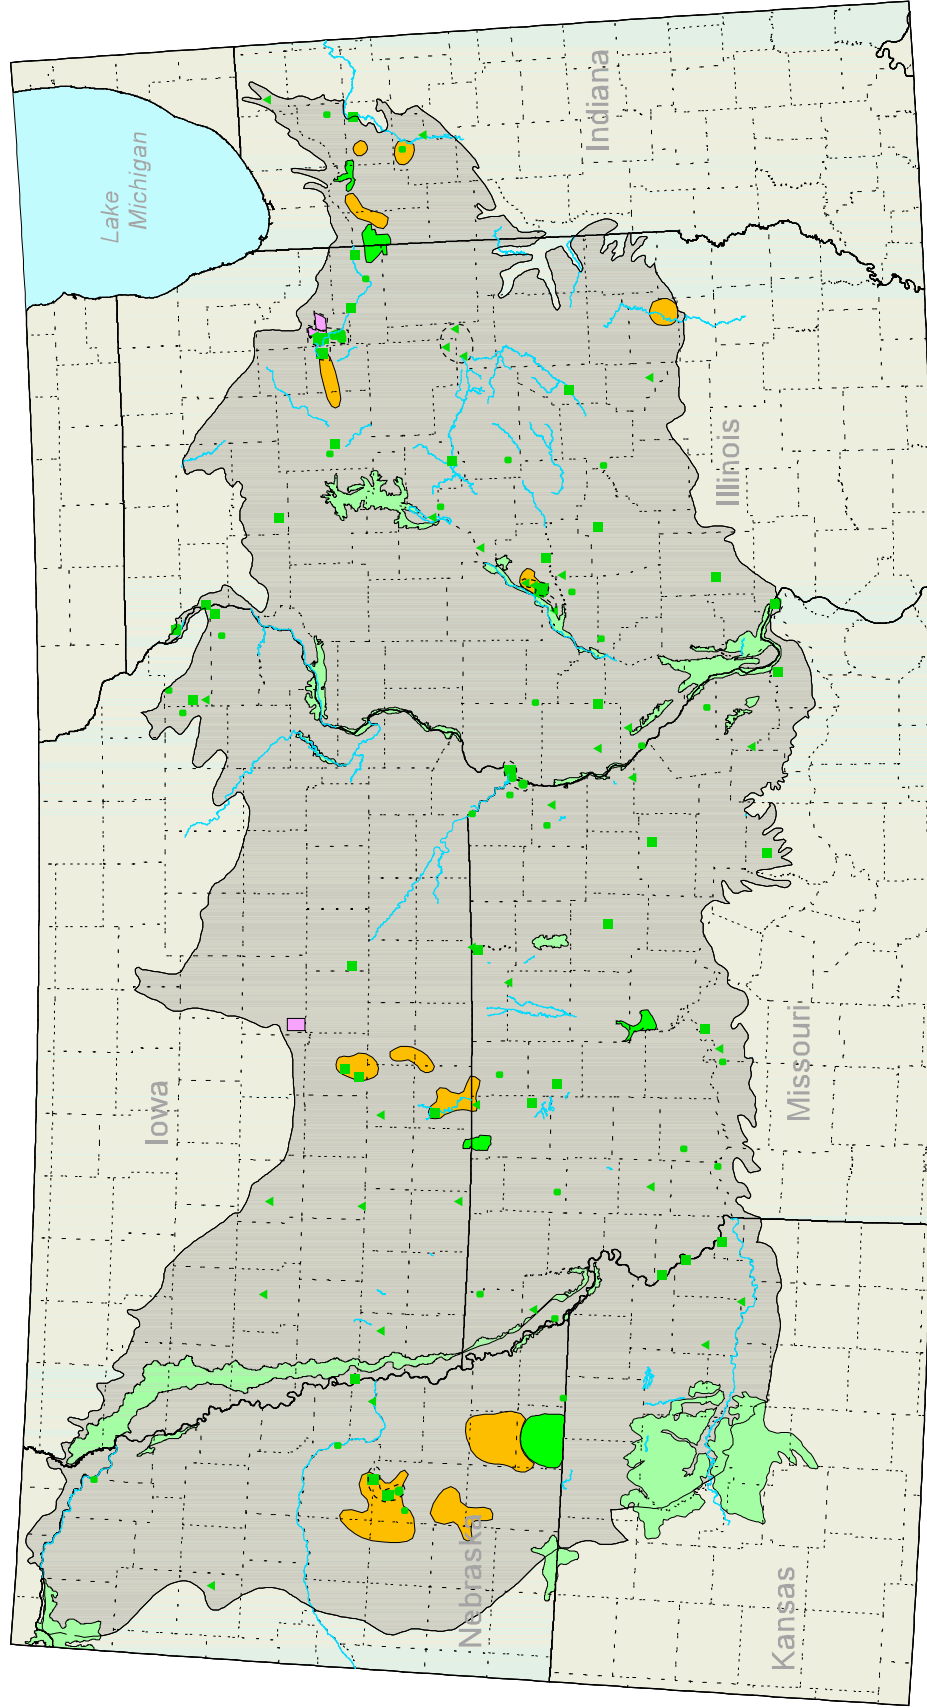 Indiana
Lake
Michigan
Illinois
Missouri
Iowa
Nebraska
Kansas